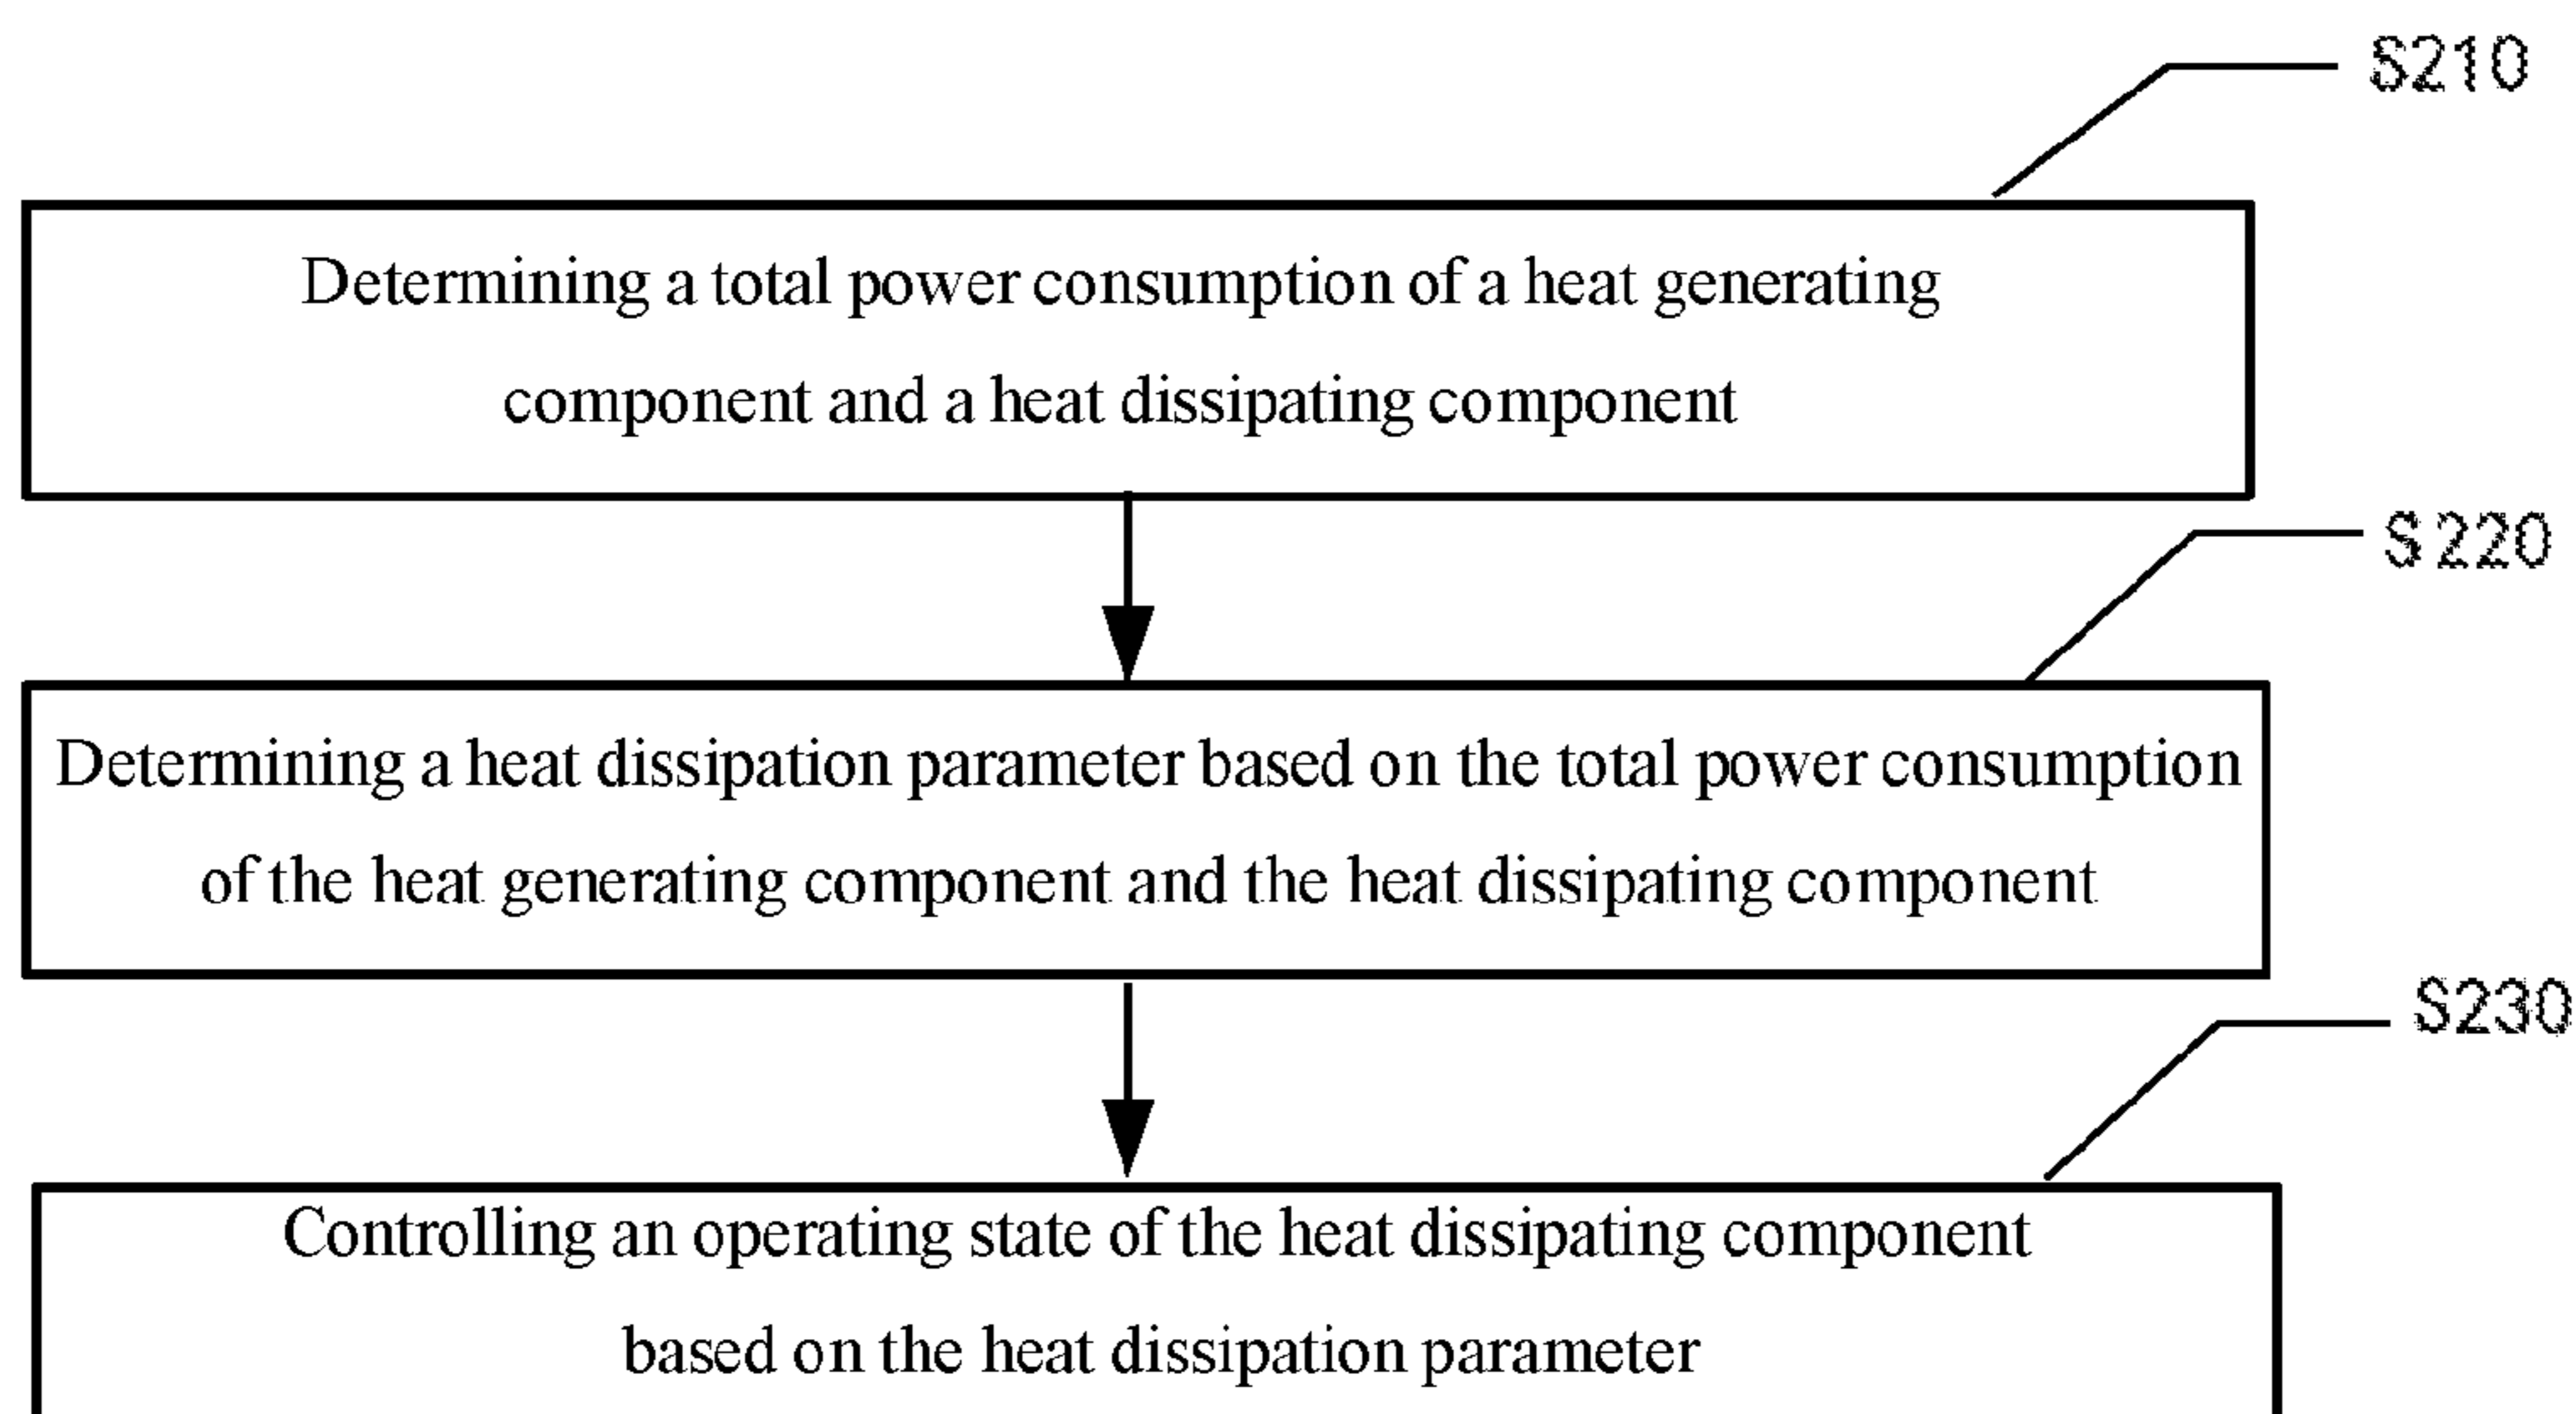 S210
Determining a total power consumption of a heat generating
component and a heat dissipating component
S220
Determining a heat dissipation parameter based on the total power consumption
of the heat generating component and the heat dissipating component
S230
Controlling an operating state of the heat dissipating component
based on the heat dissipation parameter